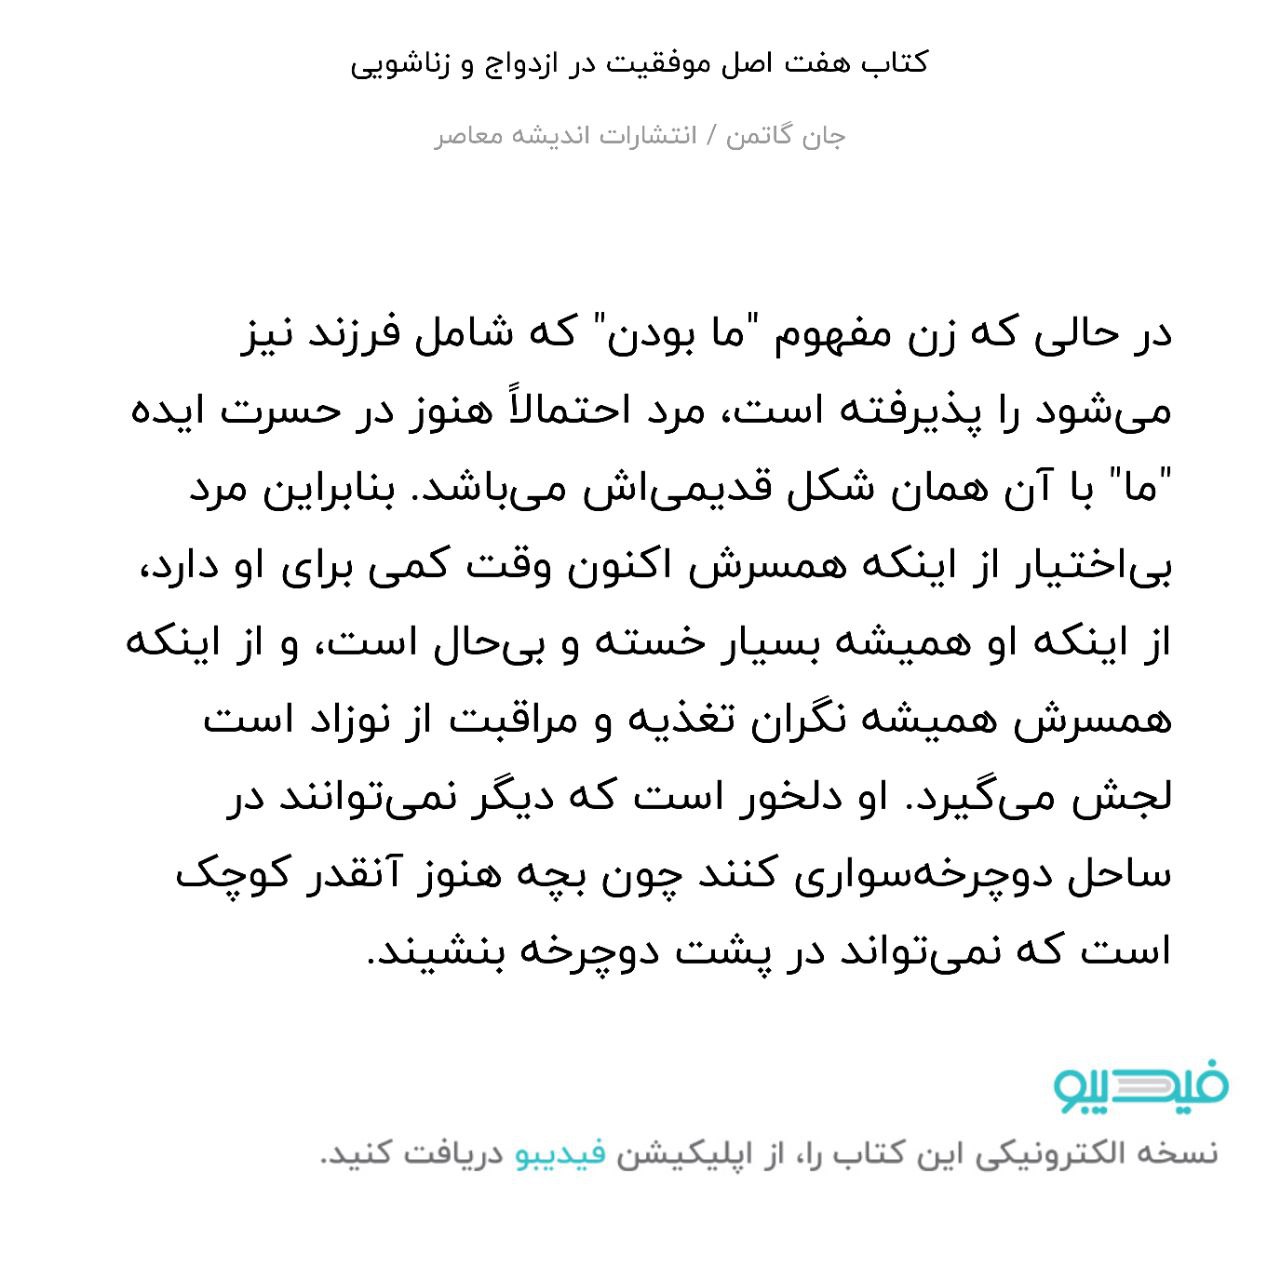 کتاب هفت اصل موفقیت در ازدواج و زناشویی
جان گاتمن / انتشارات اندیشه معاصر
در حالی که زن مفهوم "ما بودن" که شامل فرزند نیز
می‌شود را پذیرفته است، مرد احتمالاً هنوز در حسرت ایده
"ما" با آن همان شکل قدیمی‌اش می‌باشد. بنابراین مرد
بی‌اختیار از اینکه همسرش اکنون وقت کمی برای او دارد،
از اینکه او همیشه بسیار خسته و بی‌حال است، و از اینکه
همسرش همیشه نگران تغذیه و مراقبت از نوزاد است
لجش می‌گیرد. او دلخور است که دیگر نمی‌توانند در
ساحل دوچرخه‌سواری کنند چون بچه هنوز آنقدر کوچک
است که نمی‌تواند در پشت دوچرخه بنشیند.
فیدیبو
نسخه الکترونیکی این کتاب را، از اپلیکیشن فیدیبو دریافت کنید.